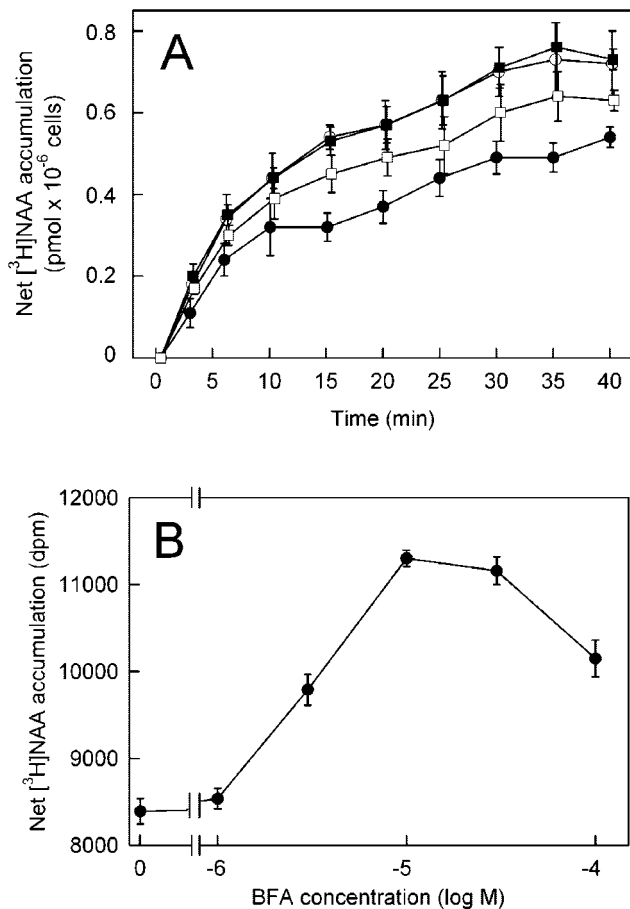 A
Net [³H]NAA accumulation
(pmol x 10⁻⁶ cells)
0.8
0.6
0.4
0.2
0
0 5 10 15 20 25 30 35 40
Time (min)
B
Net [³H]NAA accumulation (dpm)
12000
11000
10000
9000
8000
0 -6 -5 -4
BFA concentration (log M)